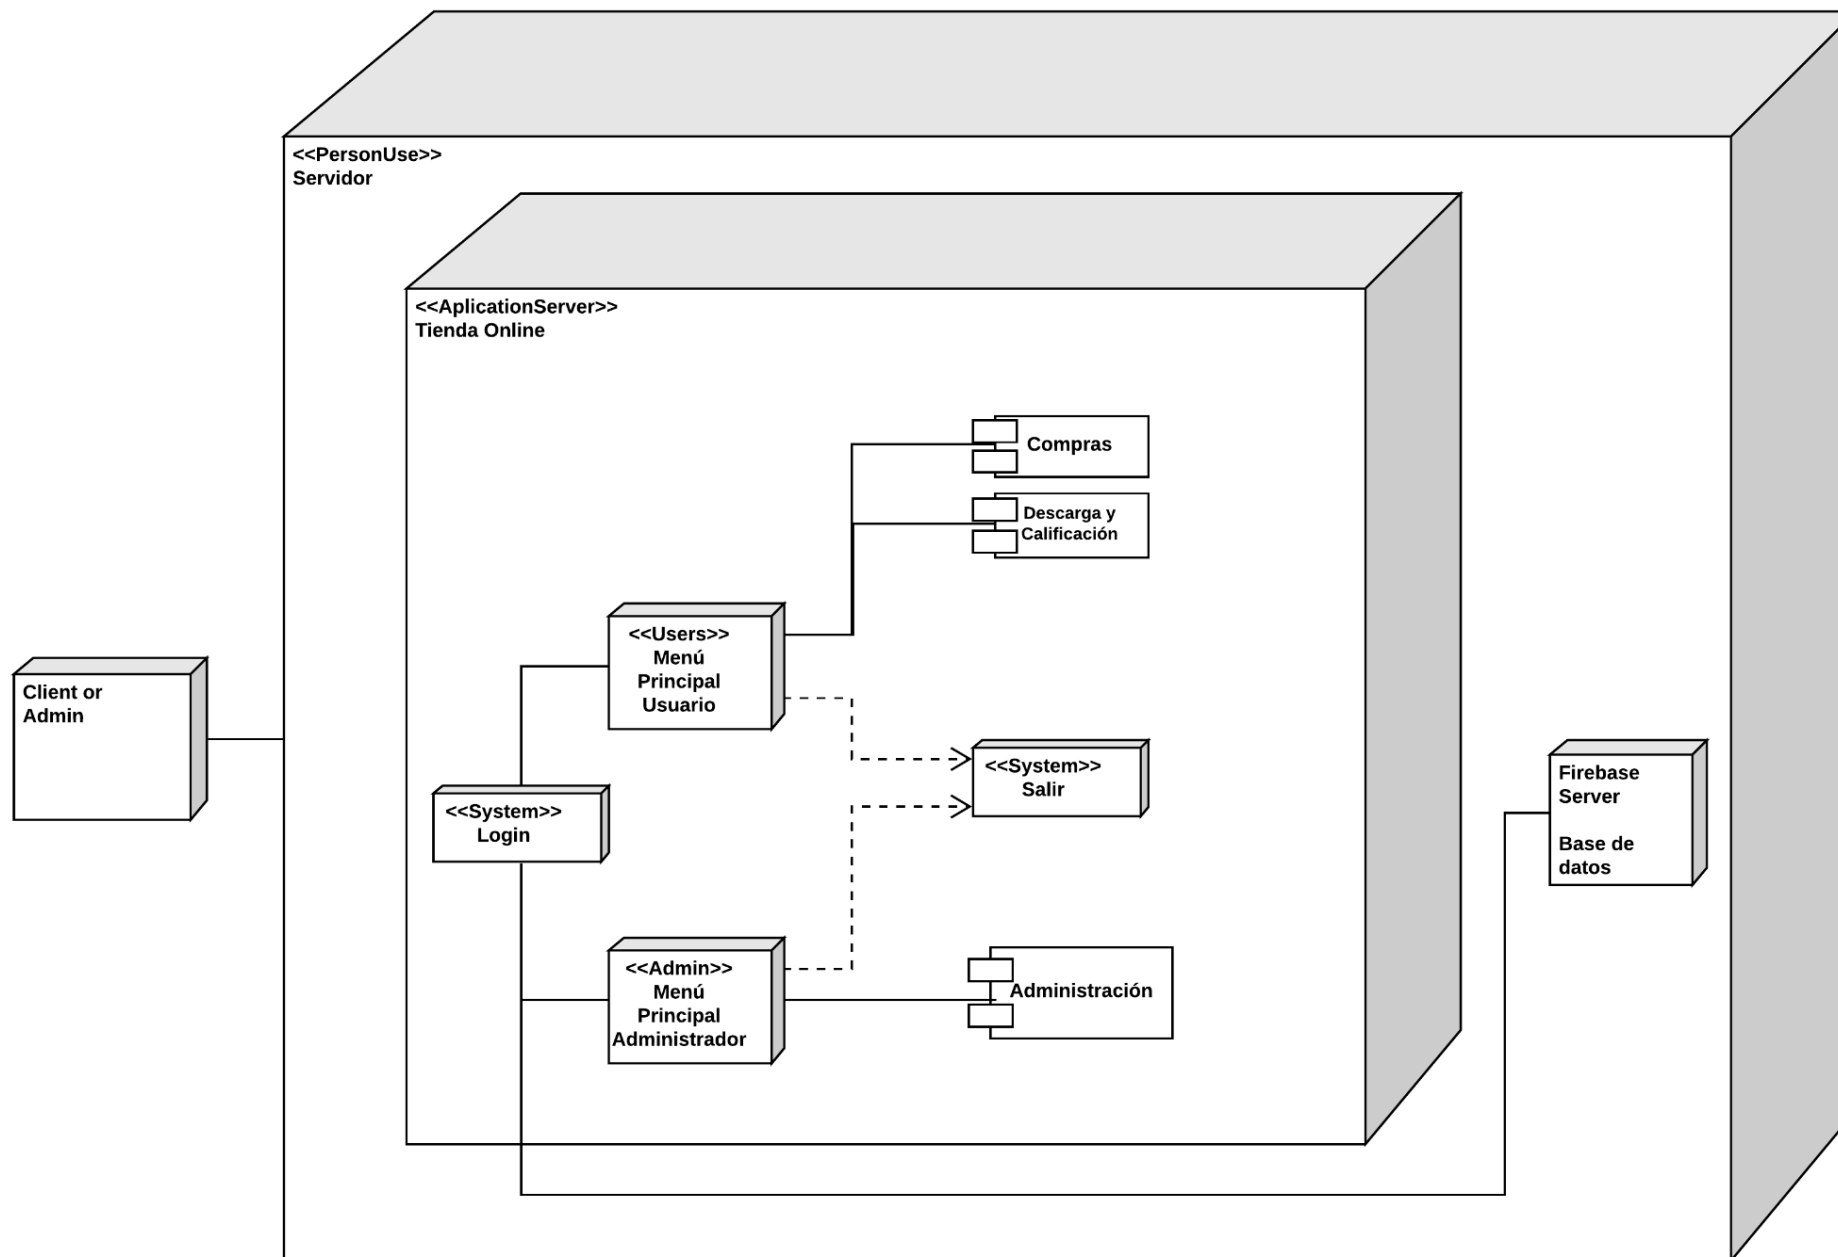 <<PersonUse>>
Servidor
<<AplicationServer>>
Tienda Online
Compras
Descarga y
Calificación
<<Users>>
Menú
Principal
Usuario
Client or
Admin
<<System>>
Salir
<<System>>
Login
Firebase
Server
Base de
datos
<<Admin>>
Menú
Principal
Administrador
Administración